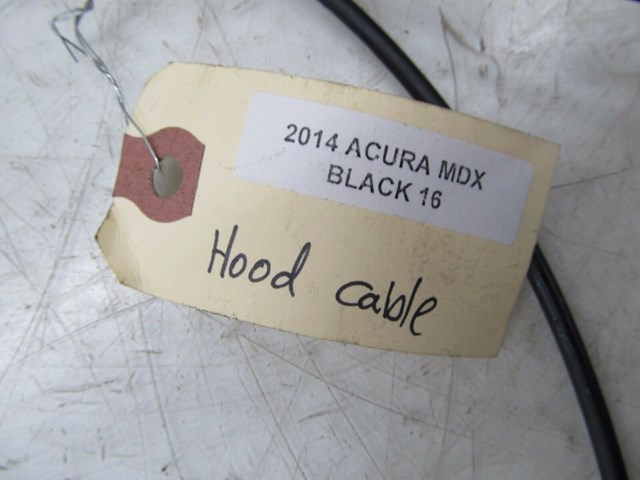 2014 ACURA MDX
BLACK 16
Hood cable